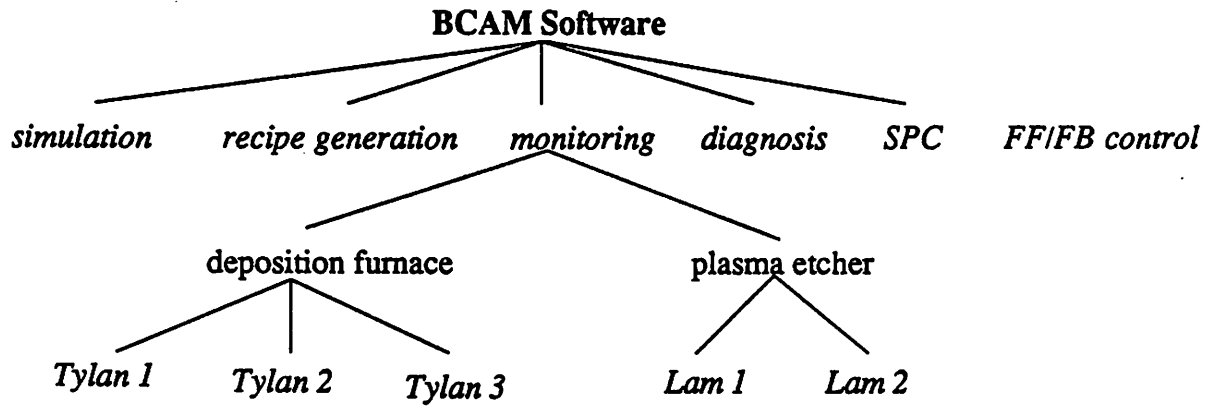 BCAM Software
simulation recipe generation monitoring diagnosis SPC FF/FB control
deposition furnace plasma etcher
Tylan 1 Tylan 2 Tylan 3 Lam 1 Lam 2